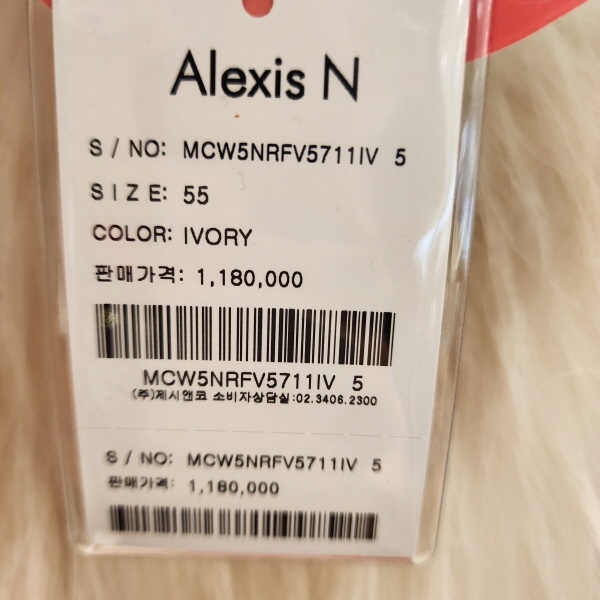 Alexis N
S / NO: MCW5NRFV5711IV 5
SIZE: 55
COLOR: IVORY
판매가격: 1,180,000
MCW5NRFV5711IV 5
(주)제시앤코 소비자상담실:02.3406.2300
S / NO: MCW5NRFV5711IV 5
판매가격: 1,180,000